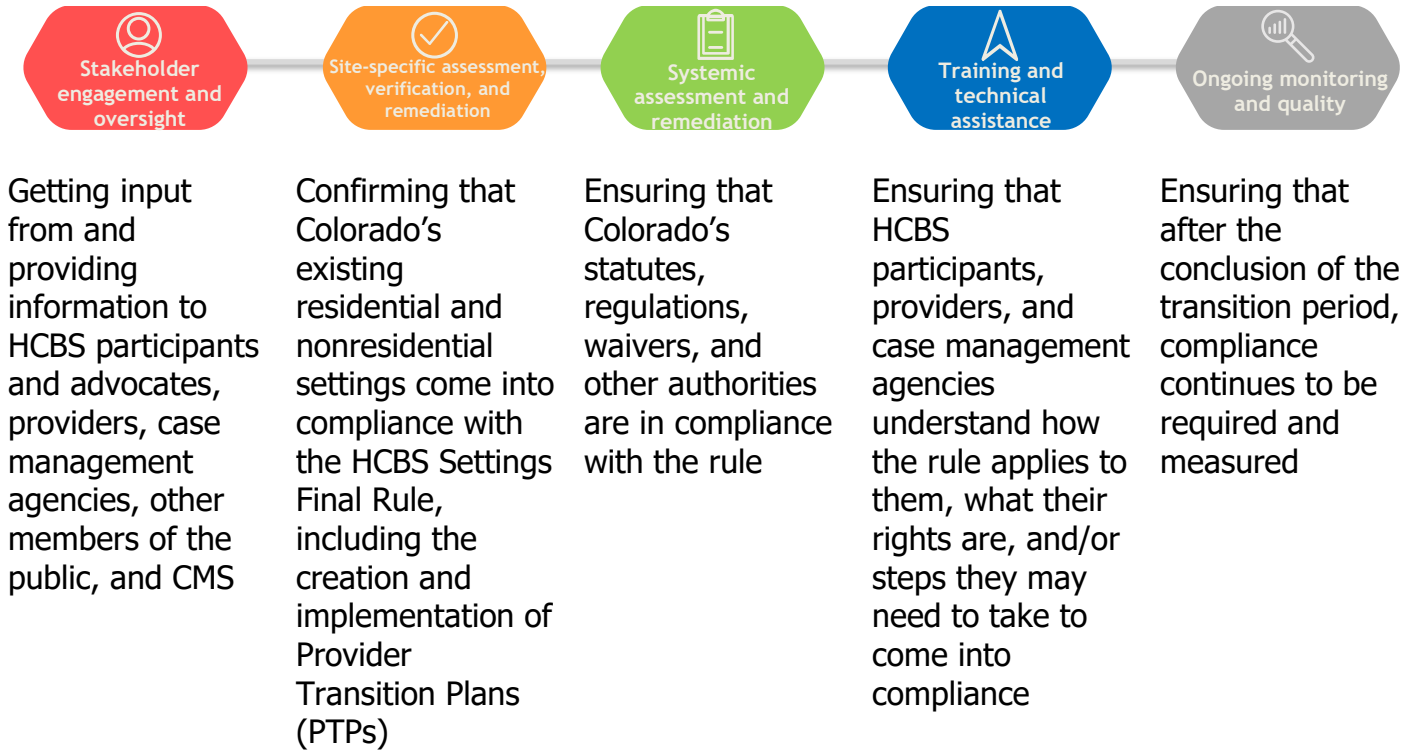 Stakeholder
engagement and
oversight
Site-specific assessment,
verification, and
remediation
Systemic
assessment and
remediation
Training and
technical
assistance
Ongoing monitoring
and quality
Getting input
from and
providing
information to
HCBS participants
and advocates,
providers, case
management
agencies, other
members of the
public, and CMS
Confirming that
Colorado’s
existing
residential and
nonresidential
settings come into
compliance with
the HCBS Settings
Final Rule,
including the
creation and
implementation of
Provider
Transition Plans
(PTPs)
Ensuring that
Colorado’s
statutes,
regulations,
waivers, and
other authorities
are in compliance
with the rule
Ensuring that
HCBS
participants,
providers, and
case management
agencies
understand how
the rule applies to
them, what their
rights are, and/or
steps they may
need to take to
come into
compliance
Ensuring that
after the
conclusion of the
transition period,
compliance
continues to be
required and
measured